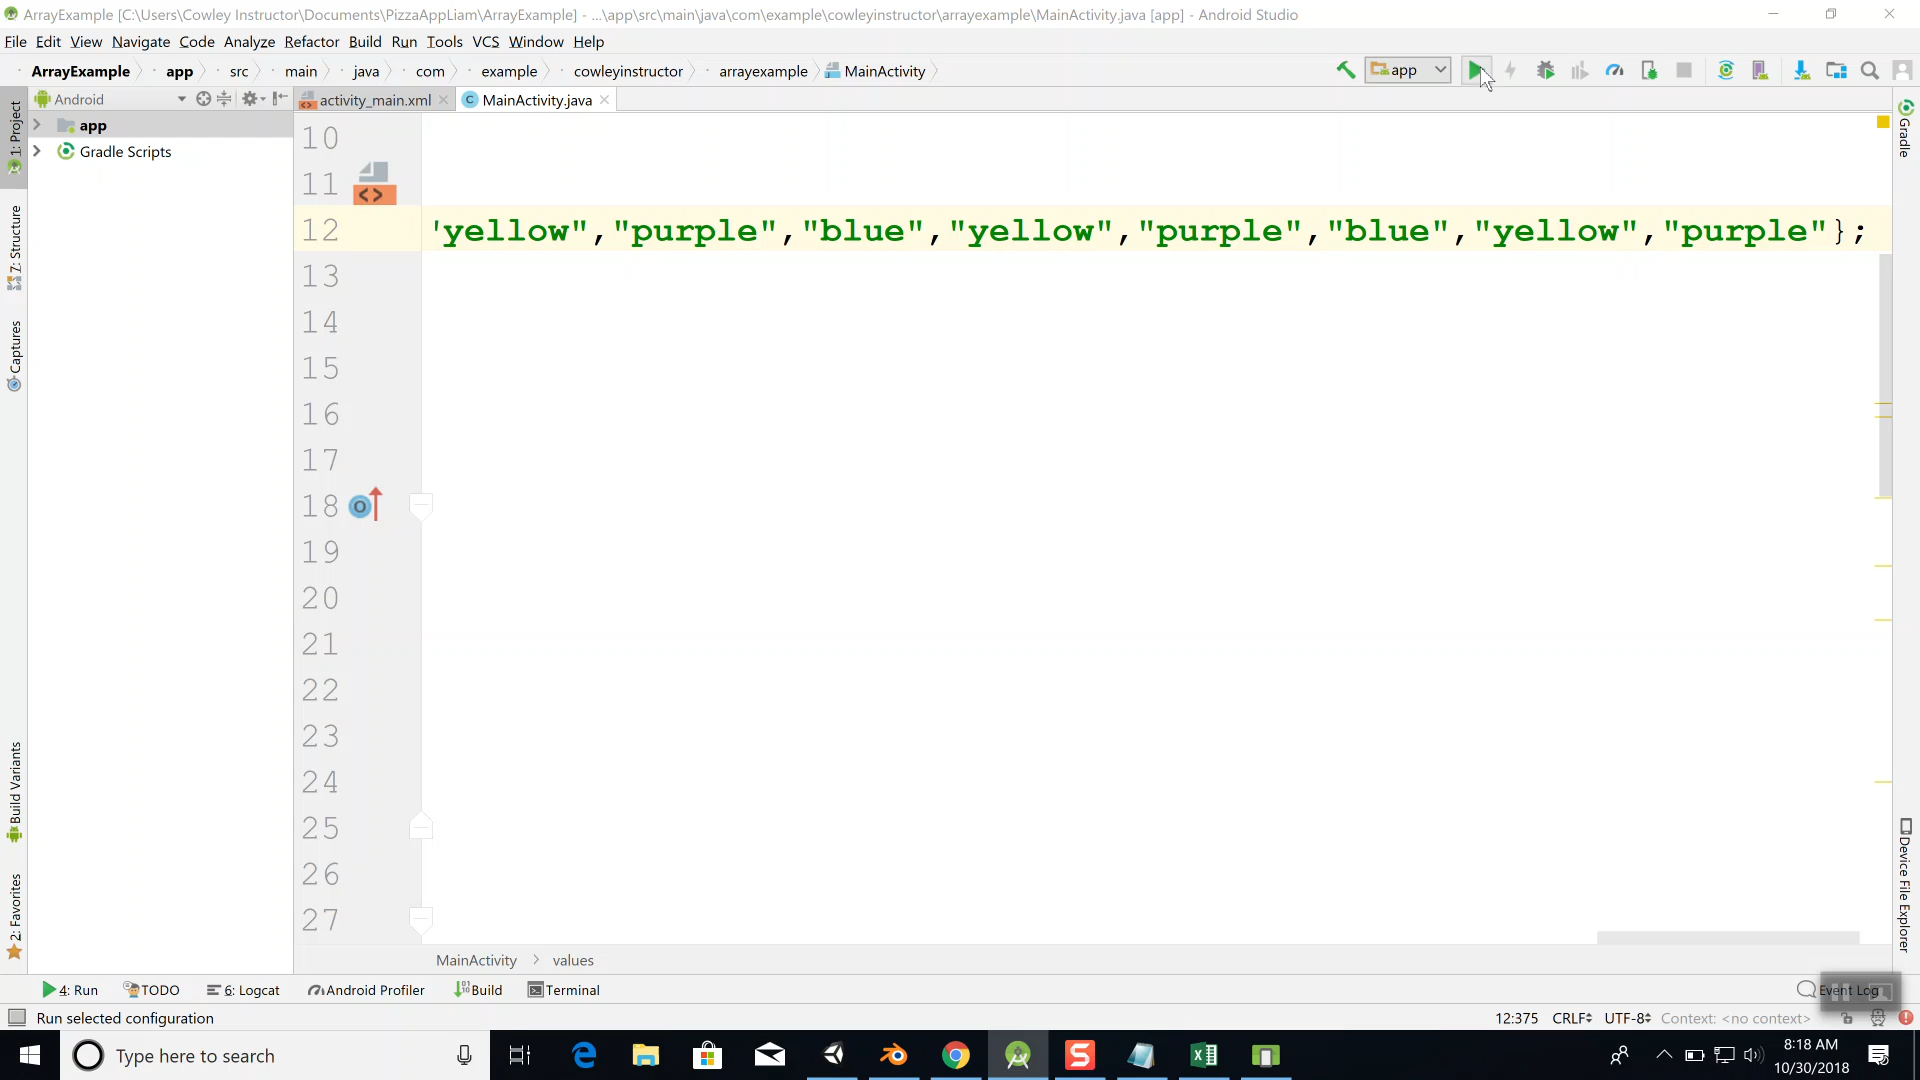 ArrayExample [C:\Users\Cowley Instructor\Documents\PizzaAppLiam\ArrayExample] - ...\app\src\main\java\com\example\cowleyinstructor\arrayexample\MainActivity.java [app] - Android Studio
File Edit View Navigate Code Analyze Refactor Build Run Tools VCS Window Help
ArrayExample app src main java com example cowleyinstructor arrayexample MainActivity app
Android activity_main.xml MainActivity.java
1: Project
app
Gradle Scripts
Z: Structure
Captures
Build Variants
2: Favorites
10
11
12 'yellow","purple","blue","yellow","purple","blue","yellow","purple"};
13
14
15
16
17
18
19
20
21
22
23
24
25
26
27
Gradle
Device File Explorer
MainActivity > values
4: Run TODO 6: Logcat Android Profiler Build Terminal Event Log
Run selected configuration 12:375 CRLF UTF-8 Context: <no context>
Type here to search 8:18 AM
10/30/2018